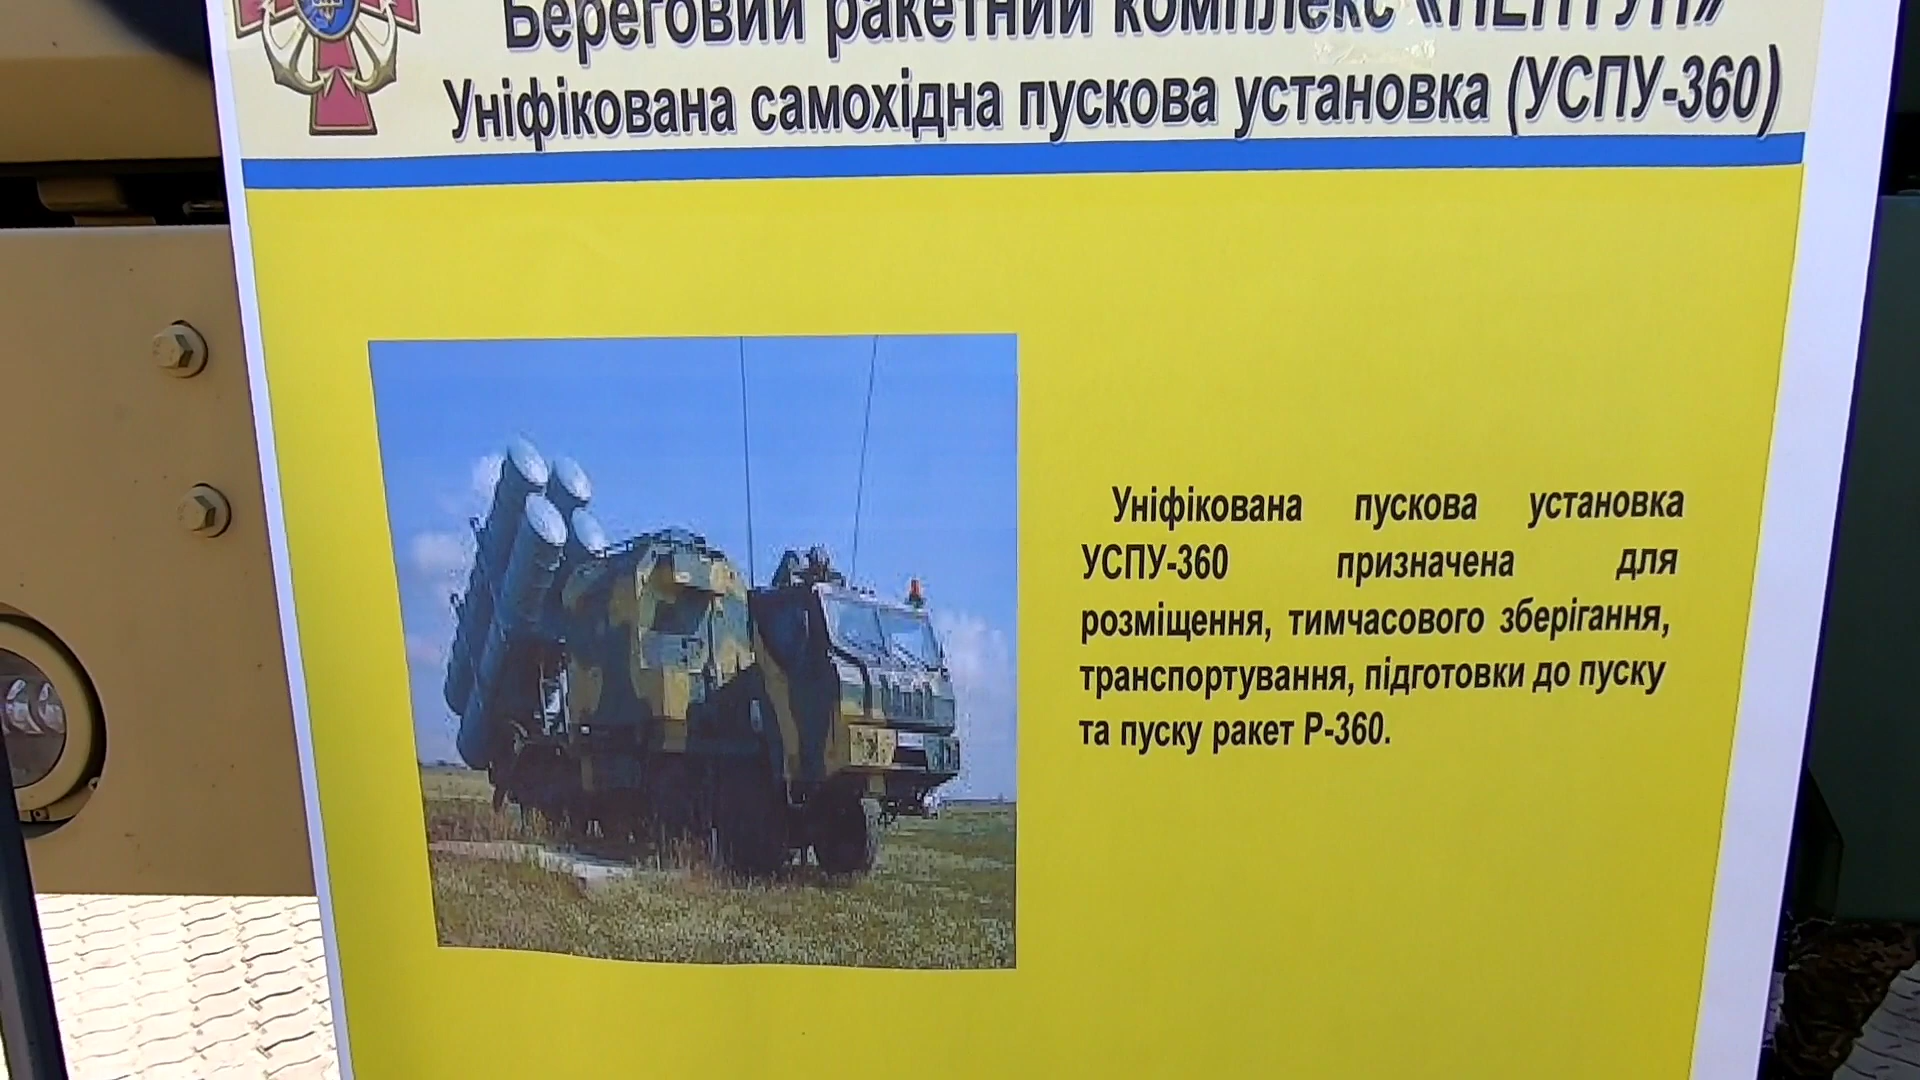 Береговий ракетний комплекс «НЕПТУН»
Уніфікована самохідна пускова установка (УСПУ-360)
Уніфікована пускова установка
УСПУ-360 призначена для
розміщення, тимчасового зберігання,
транспортування, підготовки до пуску
та пуску ракет Р-360.